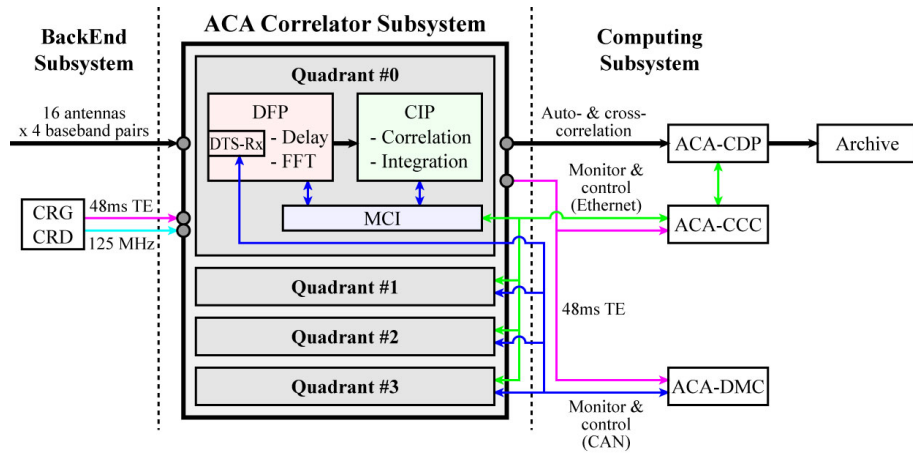 BackEnd
Subsystem
ACA Correlator Subsystem
Computing
Subsystem
Quadrant #0
16 antennas
x 4 baseband pairs
DFP
DTS-Rx
- Delay
- FFT
CIP
- Correlation
- Integration
Auto- & cross-
correlation
ACA-CDP
Archive
Monitor &
control
(Ethernet)
CRG
CRD
48ms TE
125 MHz
MCI
ACA-CCC
Quadrant #1
48ms TE
Quadrant #2
Quadrant #3
ACA-DMC
Monitor &
control
(CAN)